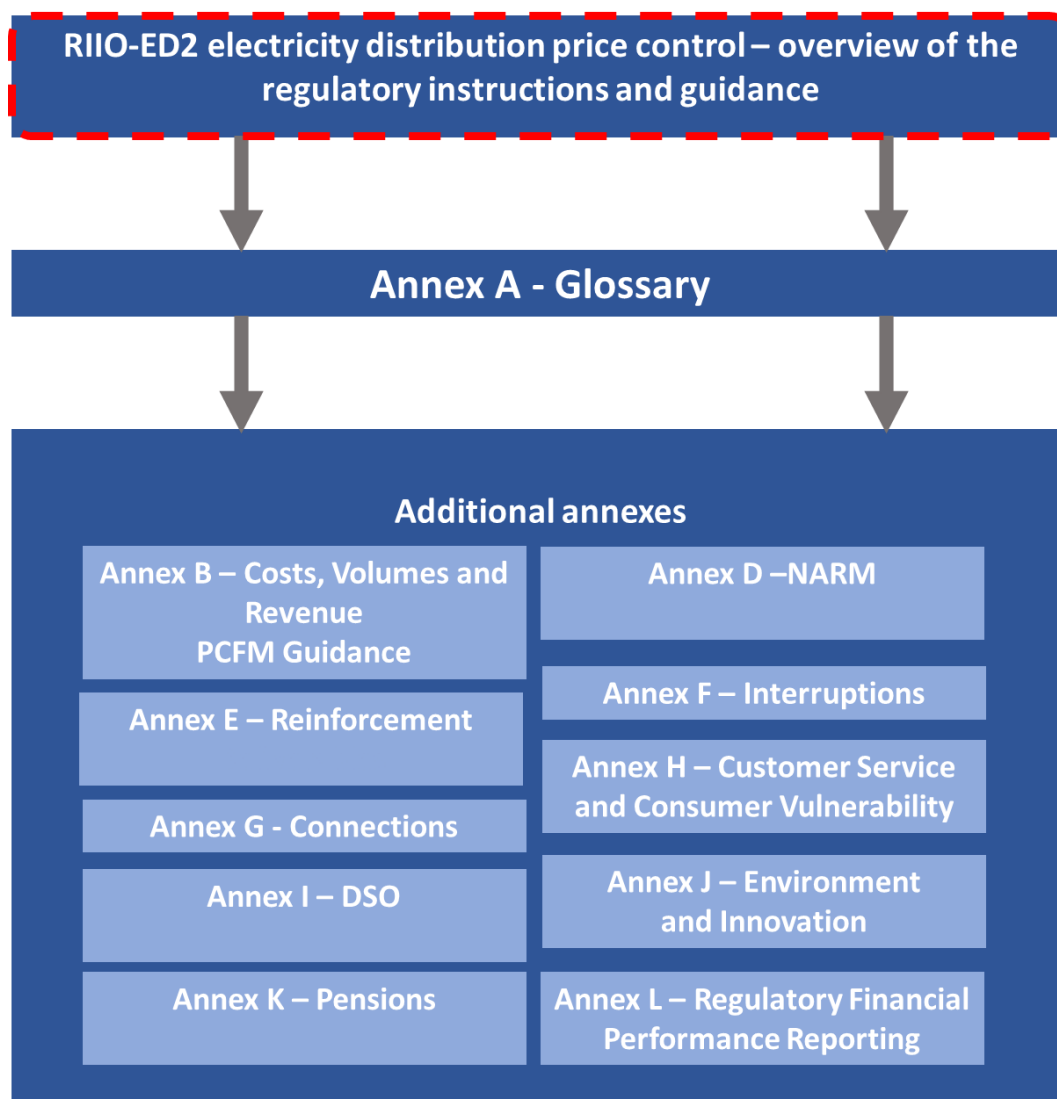 RIIO-ED2 electricity distribution price control – overview of the
regulatory instructions and guidance
Annex A - Glossary
Additional annexes
Annex B – Costs, Volumes and
Revenue
PCFM Guidance
Annex D –NARM
Annex E – Reinforcement
Annex F – Interruptions
Annex G - Connections
Annex H – Customer Service
and Consumer Vulnerability
Annex I – DSO
Annex J – Environment
and Innovation
Annex K – Pensions
Annex L – Regulatory Financial
Performance Reporting